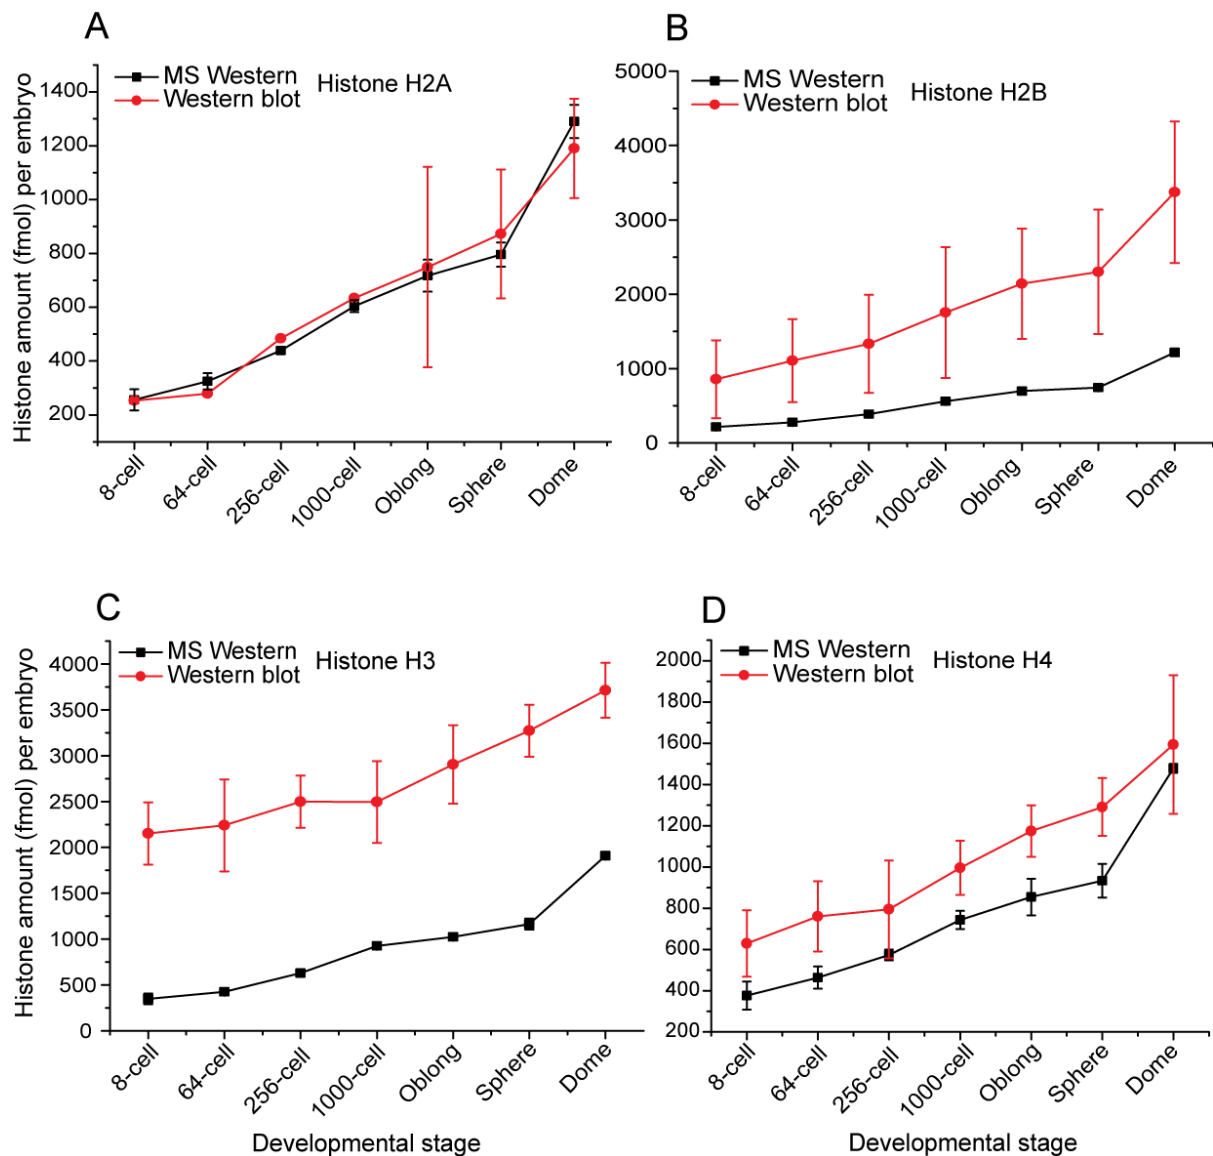 A
MS Western
Western blot
Histone H2A
Histone amount (fmol) per embryo
1400
1200
1000
800
600
400
200
8-cell
64-cell
256-cell
1000-cell
Oblong
Sphere
Dome
B
MS Western
Western blot
Histone H2B
5000
4000
3000
2000
1000
0
8-cell
64-cell
256-cell
1000-cell
Oblong
Sphere
Dome
C
MS Western
Western blot
Histone H3
Histone amount (fmol) per embryo
4000
3500
3000
2500
2000
1500
1000
500
0
8-cell
64-cell
256-cell
1000-cell
Oblong
Sphere
Dome
Developmental stage
D
MS Western
Western blot
Histone H4
2000
1800
1600
1400
1200
1000
800
600
400
200
8-cell
64-cell
256-cell
1000-cell
Oblong
Sphere
Dome
Developmental stage